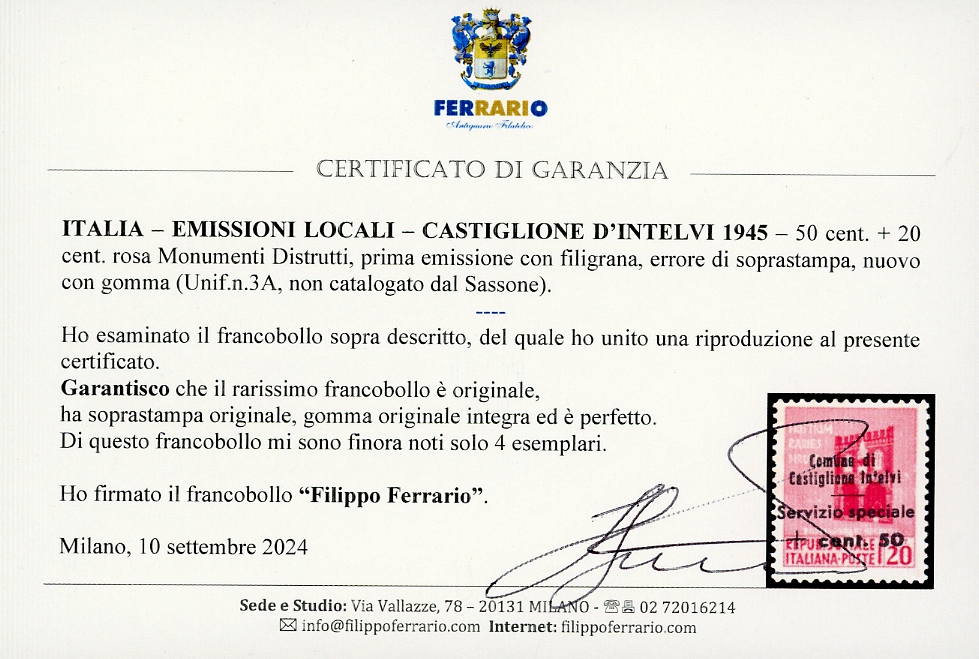 FERRARIO
Antiquario Filatelico
CERTIFICATO DI GARANZIA
ITALIA – EMISSIONI LOCALI – CASTIGLIONE D'INTELVI 1945 – 50 cent. + 20
cent. rosa Monumenti Distrutti, prima emissione con filigrana, errore di soprastampa, nuovo
con gomma (Unif.n.3A, non catalogato dal Sassone).
----
Ho esaminato il francobollo sopra descritto, del quale ho unito una riproduzione al presente
certificato.
Garantisco che il rarissimo francobollo è originale,
ha soprastampa originale, gomma originale integra ed è perfetto.
Di questo francobollo mi sono finora noti solo 4 esemplari.
Ho firmato il francobollo “Filippo Ferrario”.
Milano, 10 settembre 2024
Comune di
Castiglione In'elvi
Servizio speciale
+ cent. 50
ITALIANA·POSTE 20
Sede e Studio: Via Vallazze, 78 – 20131 MILANO - 02 72016214
info@filippoferrario.com Internet: filippoferrario.com